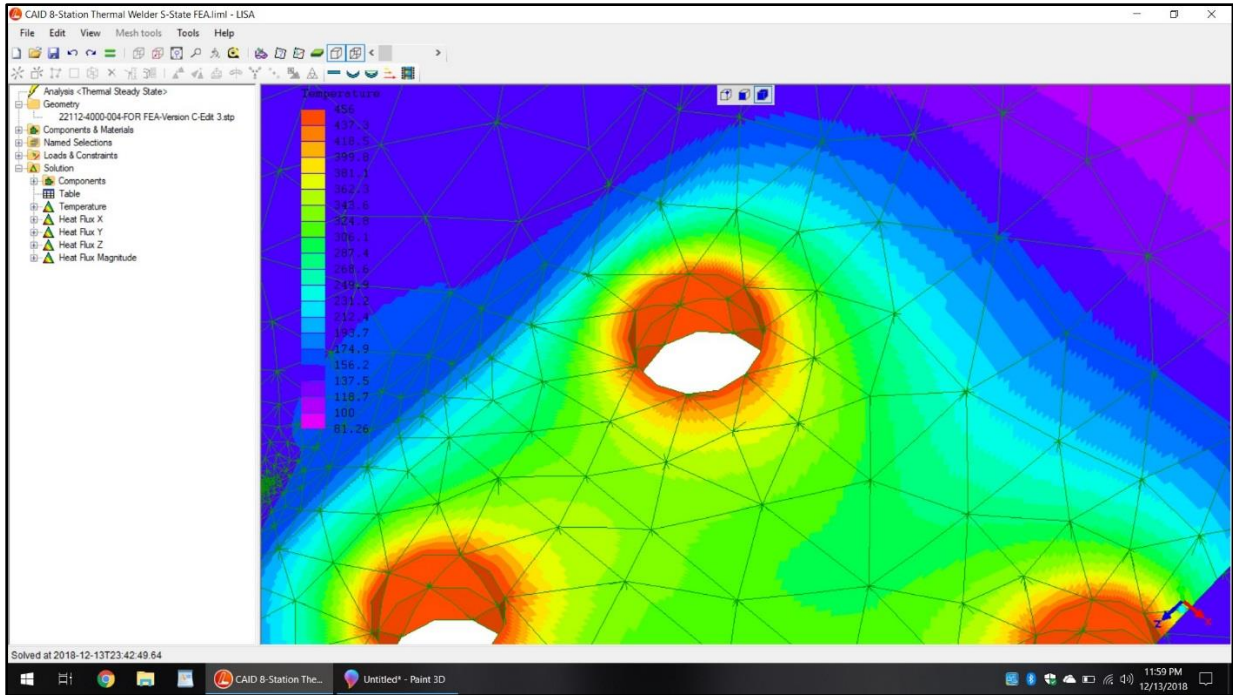 CAID 8-Station Thermal Welder S-State FEA.liml - LISA
File Edit View Mesh tools Tools Help
Analysis <Thermal Steady State>
Geometry
22112-4000-004-FOR FEA-Version C-Edit 3.stp
Components & Materials
Named Selections
Loads & Constraints
Solution
Components
Table
Temperature
Heat Flux X
Heat Flux Y
Heat Flux Z
Heat Flux Magnitude
Temperature
456
437.3
418.5
399.8
381.1
362.3
343.6
324.8
306.1
287.4
268.6
249.9
231.2
212.4
193.7
174.9
156.2
137.5
118.7
100
81.26
Z
X
Solved at 2018-12-13T23:42:49.64
CAID 8-Station The...
Untitled* - Paint 3D
11:59 PM
12/13/2018